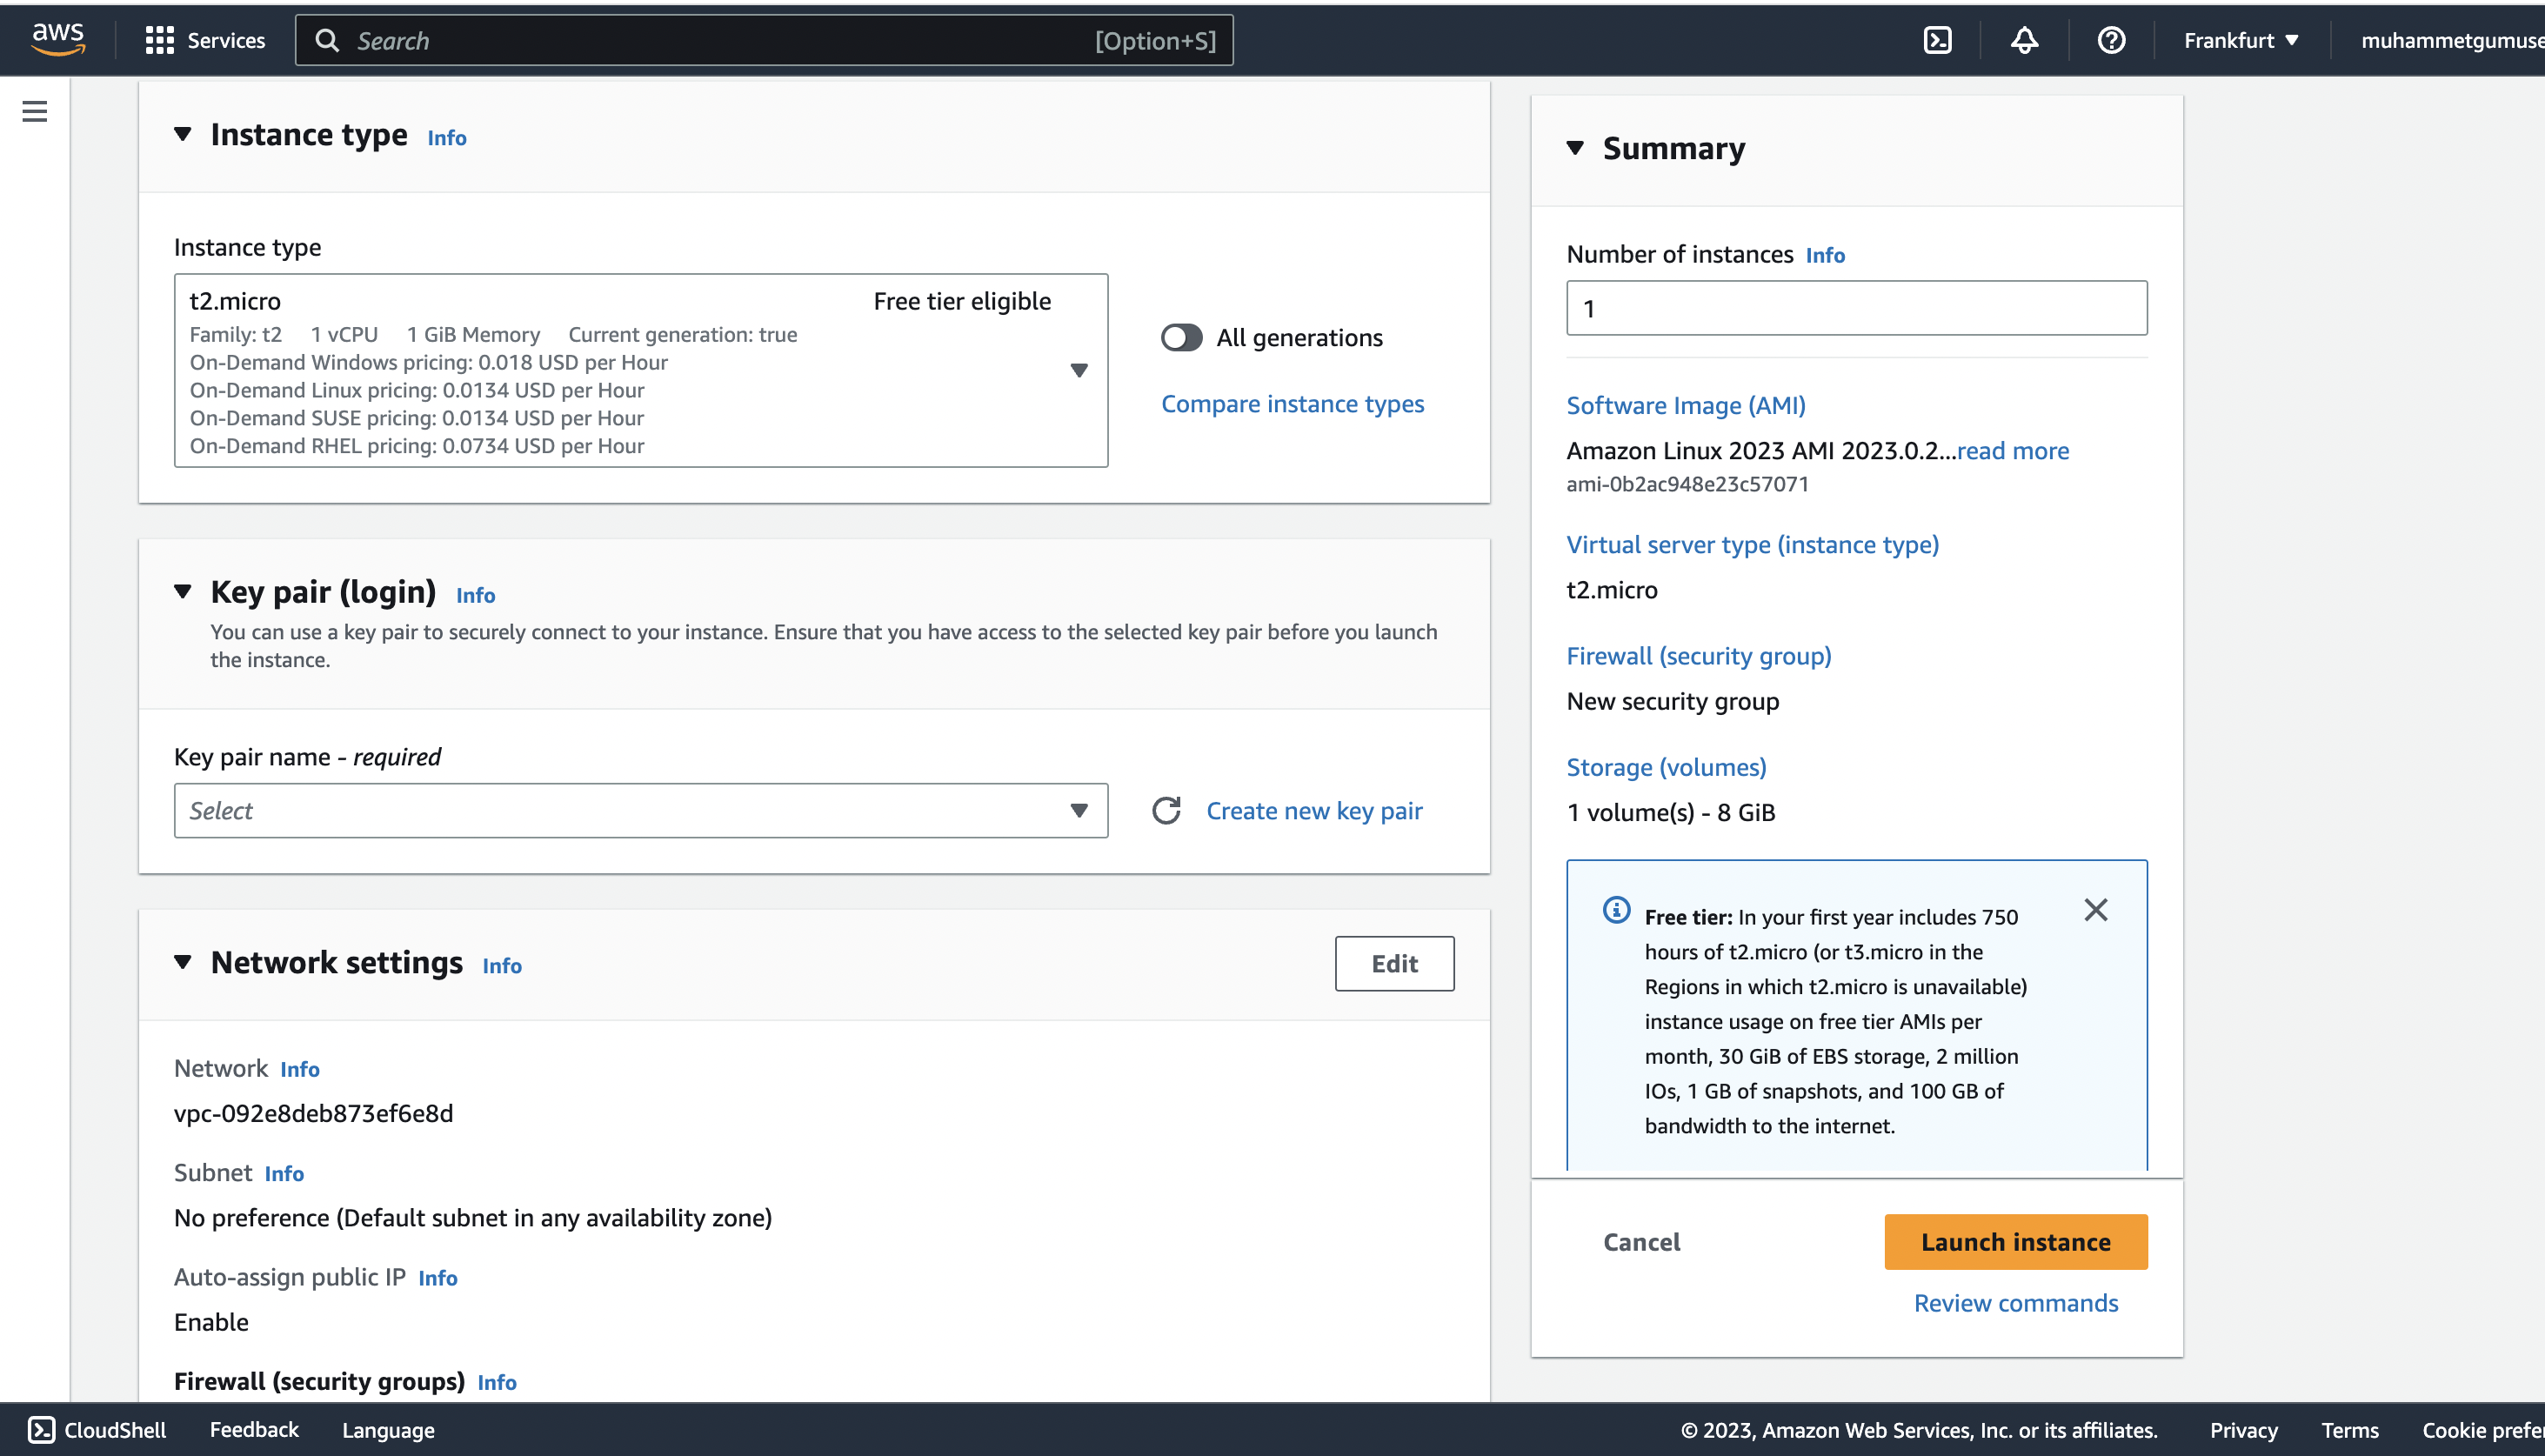 aws
Services
Search
[Option+S]
Frankfurt
muhammetgumuse
Instance type Info
Instance type
t2.micro
Free tier eligible
Family: t2 1 vCPU 1 GiB Memory Current generation: true
On-Demand Windows pricing: 0.018 USD per Hour
On-Demand Linux pricing: 0.0134 USD per Hour
On-Demand SUSE pricing: 0.0134 USD per Hour
On-Demand RHEL pricing: 0.0734 USD per Hour
All generations
Compare instance types
Key pair (login) Info
You can use a key pair to securely connect to your instance. Ensure that you have access to the selected key pair before you launch
the instance.
Key pair name - required
Select
Create new key pair
Network settings Info
Edit
Network Info
vpc-092e8deb873ef6e8d
Subnet Info
No preference (Default subnet in any availability zone)
Auto-assign public IP Info
Enable
Firewall (security groups) Info
Summary
Number of instances Info
1
Software Image (AMI)
Amazon Linux 2023 AMI 2023.0.2...read more
ami-0b2ac948e23c57071
Virtual server type (instance type)
t2.micro
Firewall (security group)
New security group
Storage (volumes)
1 volume(s) - 8 GiB
Free tier: In your first year includes 750
hours of t2.micro (or t3.micro in the
Regions in which t2.micro is unavailable)
instance usage on free tier AMIs per
month, 30 GiB of EBS storage, 2 million
IOs, 1 GB of snapshots, and 100 GB of
bandwidth to the internet.
Cancel
Launch instance
Review commands
CloudShell
Feedback
Language
© 2023, Amazon Web Services, Inc. or its affiliates.
Privacy
Terms
Cookie prefe